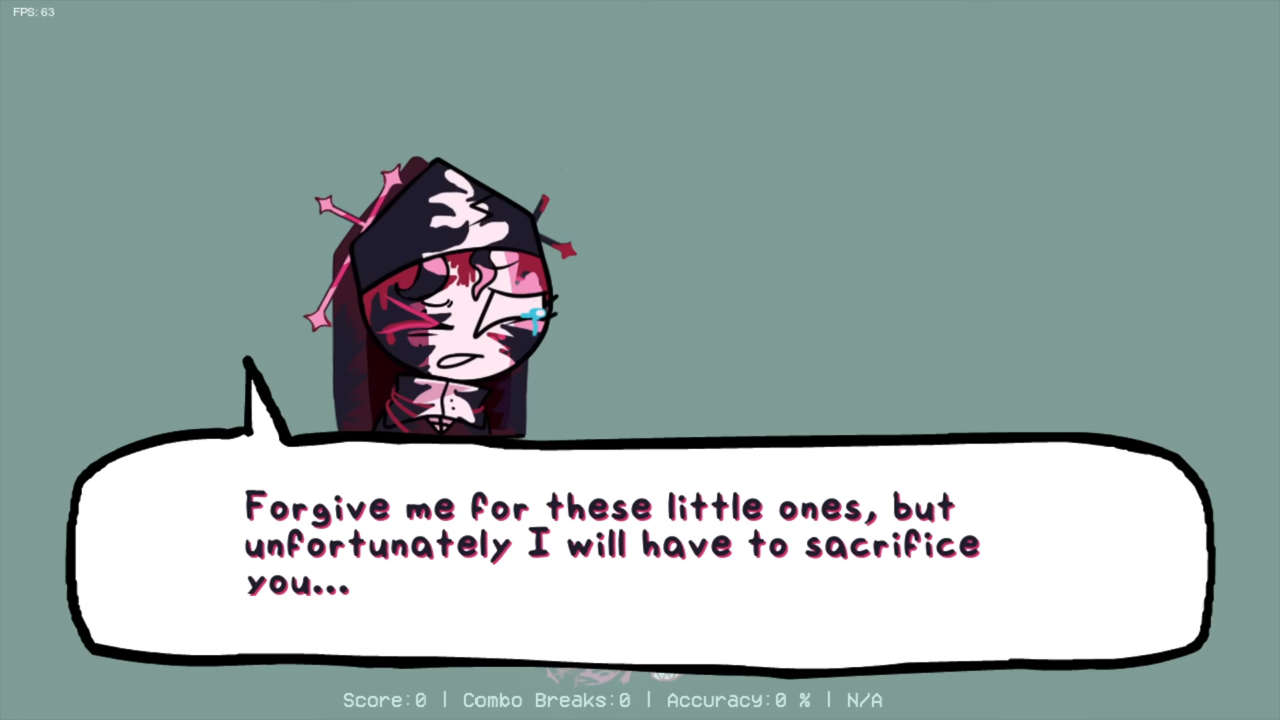 FPS: 63
Forgive me for these little ones, but
unfortunately I will have to sacrifice
you...
Score:0 | Combo Breaks:0 | Accuracy:0 % | N/A